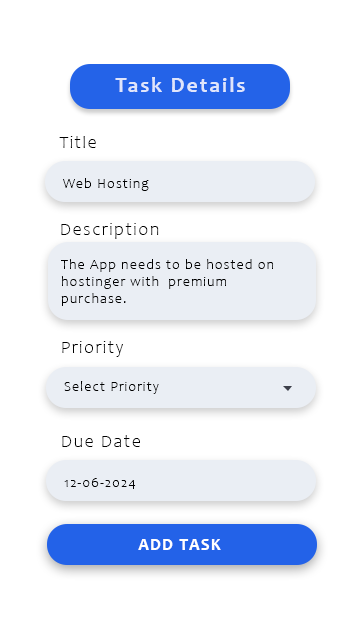 Task Details
Title
Web Hosting
Description
The App needs to be hosted on
hostinger with premium
purchase.
Priority
Select Priority
Due Date
12-06-2024
ADD TASK